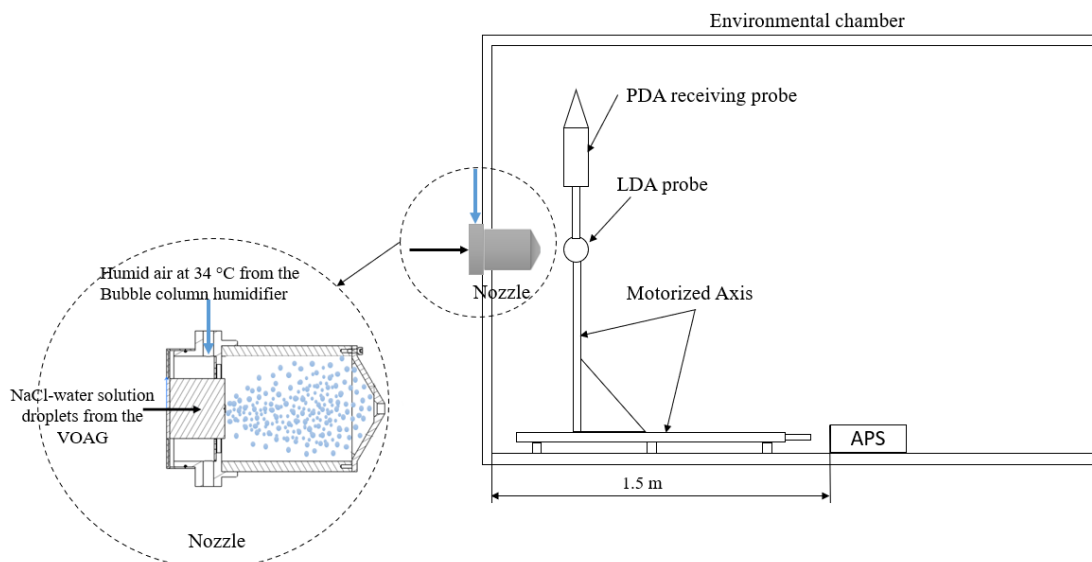 Environmental chamber
PDA receiving probe
LDA probe
Humid air at 34 °C from the
Bubble column humidifier
Nozzle
Motorized Axis
NaCl-water solution
droplets from the
VOAG
APS
1.5 m
Nozzle